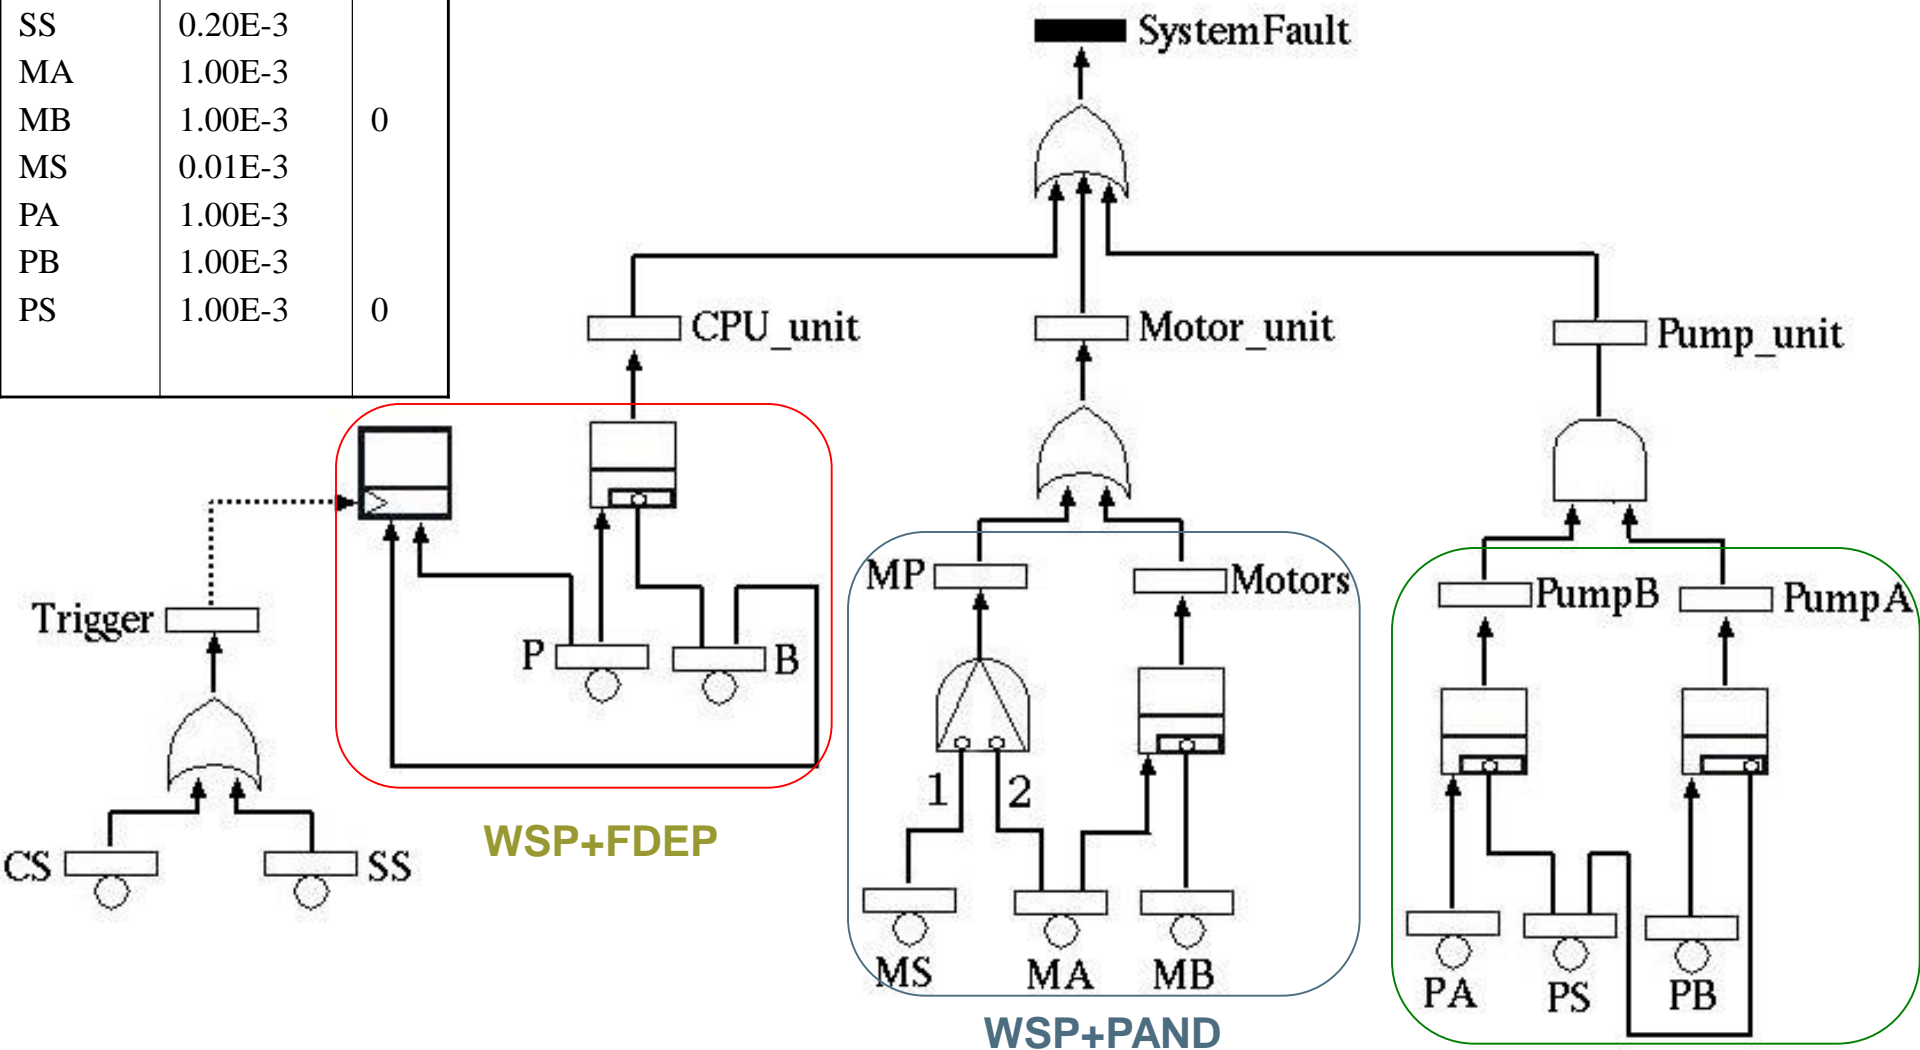 SS 0.20E-3
MA 1.00E-3
MB 1.00E-3 0
MS 0.01E-3
PA 1.00E-3
PB 1.00E-3
PS 1.00E-3 0
SystemFault
CPU_unit
Motor_unit
Pump_unit
MP
Motors
PumpB
PumpA
Trigger
P
B
1
2
WSP+FDEP
CS
SS
MS
MA
MB
PA
PS
PB
WSP+PAND